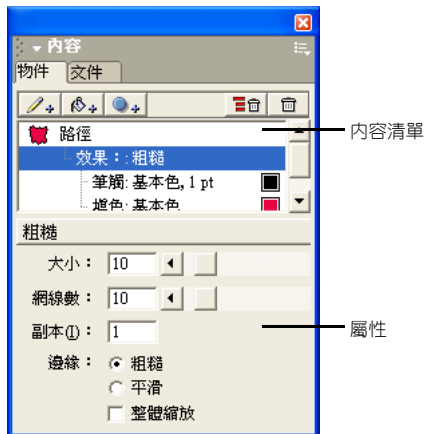 內容
物件 文件
路徑
內容清單
效果：:粗糙
筆觸: 基本色, 1 pt
填色: 基本色
粗糙
大小： 10
網線數： 10
副本(I)： 1
屬性
邊緣： 粗糙
平滑
整體縮放